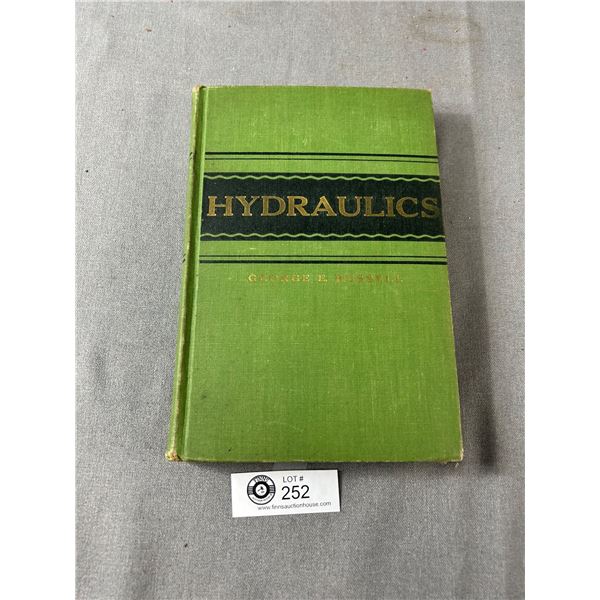 HYDRAULICS
GEORGE E. RUSSELL
LOT #
252
www.finnsauctionhouse.com